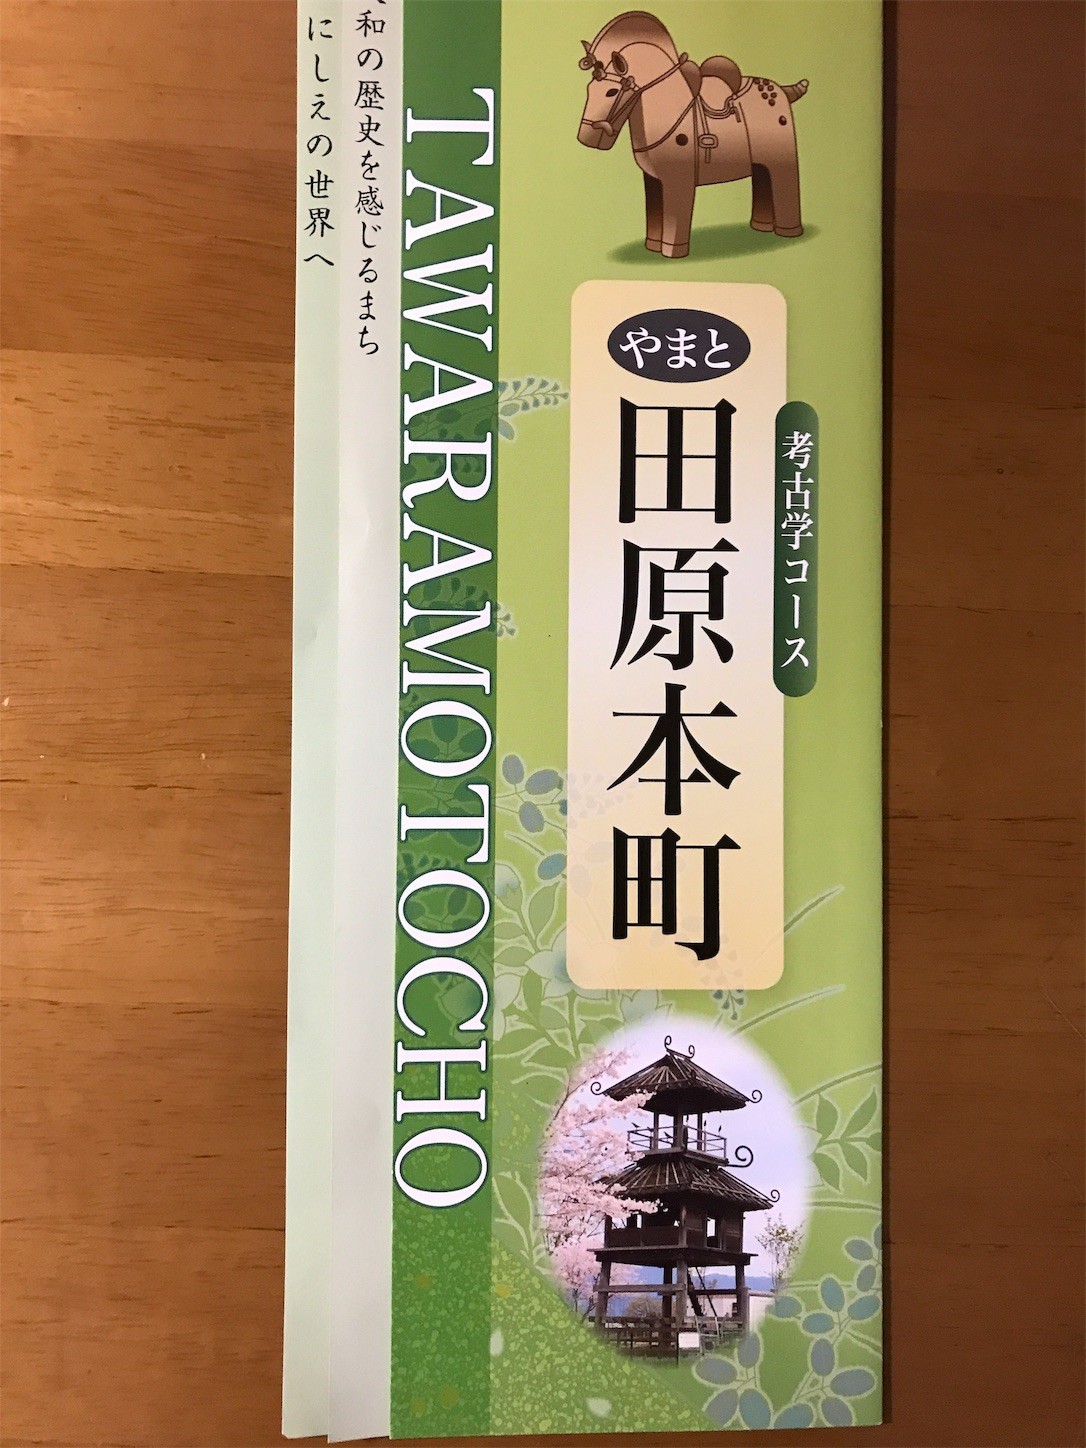 考古学コース
やまと
田原本町
TAWARAMOTOCHO
和の歴史を感じるまち
にしえの世界へ